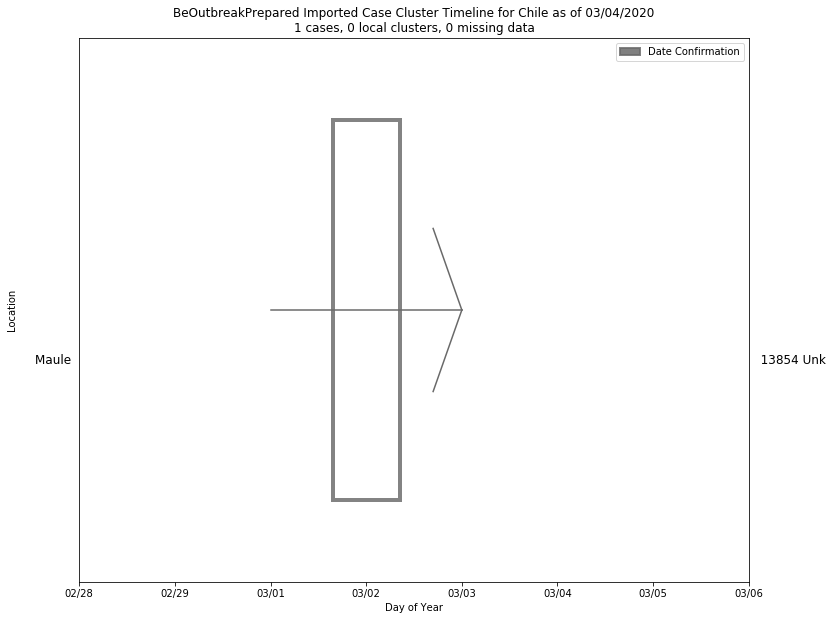 BeOutbreakPrepared Imported Case Cluster Timeline for Chile as of 03/04/2020
1 cases, 0 local clusters, 0 missing data
Date Confirmation
Location
Maule
13854 Unk
02/28 02/29 03/01 03/02 03/03 03/04 03/05 03/06
Day of Year